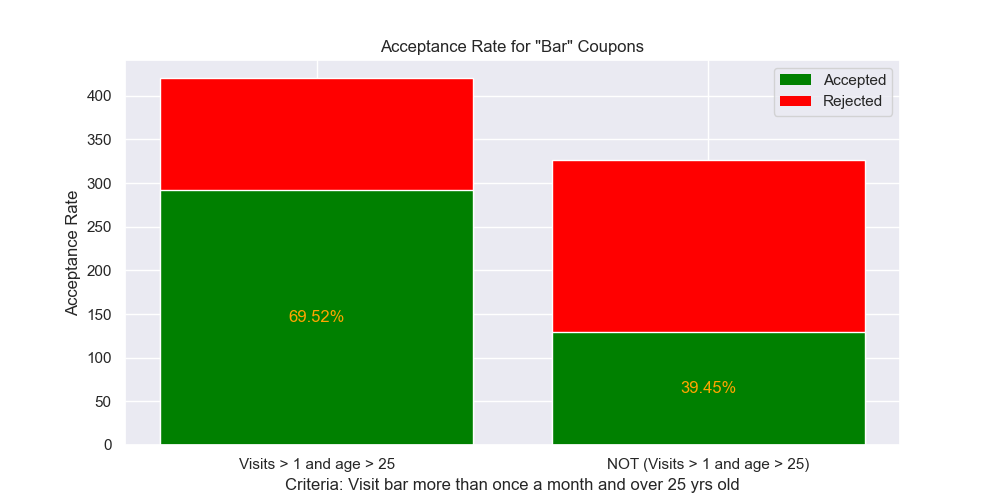 Acceptance Rate for "Bar" Coupons
Accepted
Rejected
Acceptance Rate
400
350
300
250
200
150
100
50
0
69.52%
39.45%
Visits > 1 and age > 25
NOT (Visits > 1 and age > 25)
Criteria: Visit bar more than once a month and over 25 yrs old